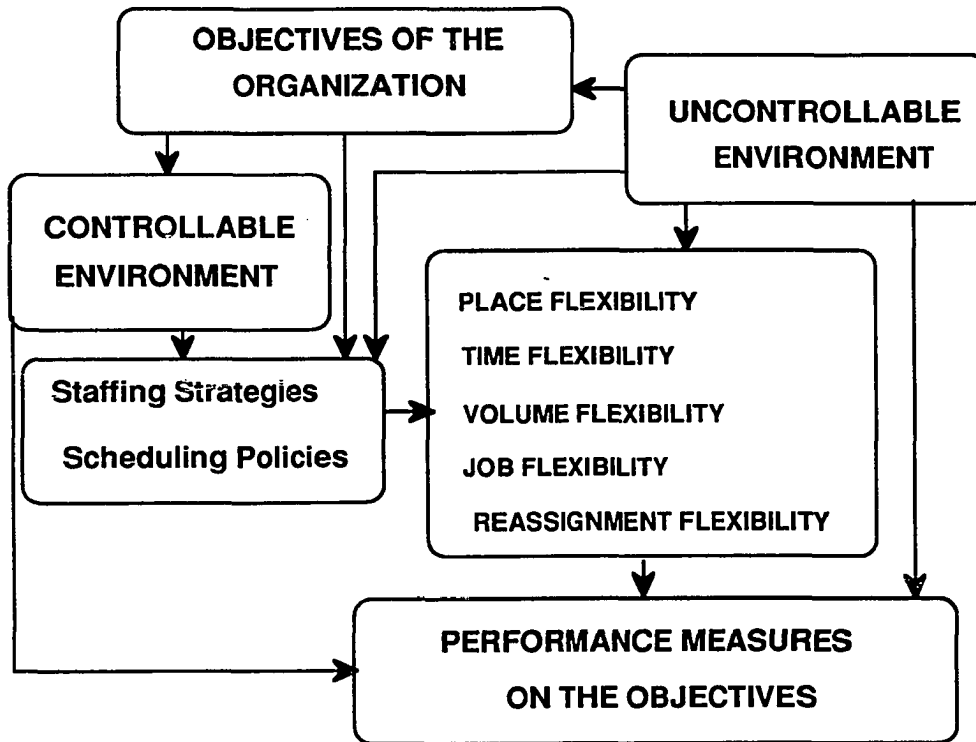 OBJECTIVES OF THE
ORGANIZATION
UNCONTROLLABLE
ENVIRONMENT
CONTROLLABLE
ENVIRONMENT
Staffing Strategies
Scheduling Policies
PLACE FLEXIBILITY
TIME FLEXIBILITY
VOLUME FLEXIBILITY
JOB FLEXIBILITY
REASSIGNMENT FLEXIBILITY
PERFORMANCE MEASURES
ON THE OBJECTIVES